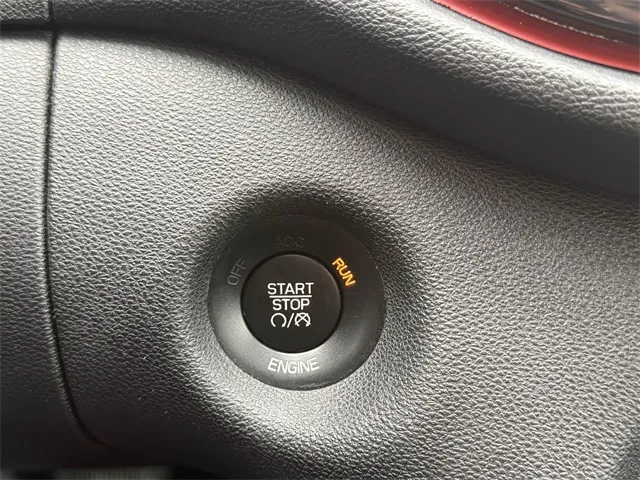 ACC
OFF
RUN
START
STOP
ENGINE